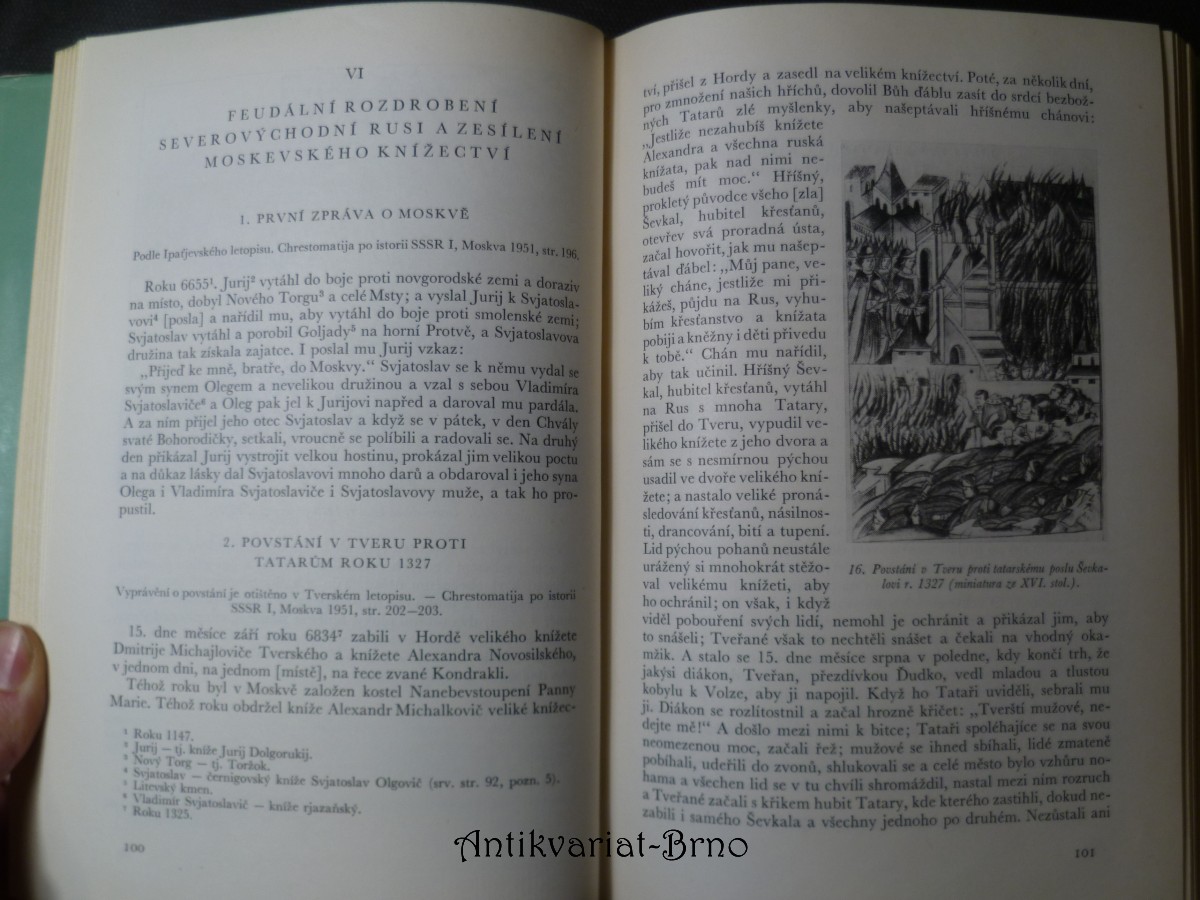 VI
FEUDÁLNÍ ROZDROBENÍ
SEVEROVÝCHODNÍ RUSI A ZESÍLENÍ
MOSKEVSKÉHO KNÍŽECTVÍ
1. PRVNÍ ZPRÁVA O MOSKVĚ
Podle Ipaťjevského letopisu. Chrestomatija po istorii SSSR I, Moskva 1951, str. 196.
Roku 6655¹. Jurij² vytáhl do boje proti novgorodské zemi a doraziv
na místo, dobyl Nového Torgu³ a celé Msty; a vyslal Jurij k Svjatosla-
vovi⁴ [posla] a nařídil mu, aby vytáhl do boje proti smolenské zemi;
Svjatoslav vytáhl a porobil Goljady⁵ na horní Protvě, a Svjatoslavova
družina tak získala zajatce. I poslal mu Jurij vzkaz:
„Přijeď ke mně, bratře, do Moskvy.“ Svjatoslav se k němu vydal se
svým synem Olegem a nevelikou družinou a vzal s sebou Vladimíra
Svjatoslaviče⁶ a Oleg pak jel k Jurijovi napřed a daroval mu pardála.
A za ním přijel jeho otec Svjatoslav a když se v pátek, v den Chvály
svaté Bohorodičky, setkali, vroucně se políbili a radovali se. Na druhý
den přikázal Jurij vystrojit velkou hostinu, prokázal jim velikou poctu
a na důkaz lásky dal Svjatoslavovi mnoho darů a obdaroval i jeho syna
Olega i Vladimíra Svjatoslaviče i Svjatoslavovy muže, a tak ho pro-
pustil.
2. POVSTÁNÍ V TVERU PROTI
TATARŮM ROKU 1327
Vyprávění o povstání je otištěno v Tverském letopisu. — Chrestomatija po istorii
SSSR I, Moskva 1951, str. 202—203.
15. dne měsíce září roku 6834⁷ zabili v Hordě velikého knížete
Dmitrije Michajloviče Tverského a knížete Alexandra Novosilského,
v jednom dni, na jednom [místě], na řece zvané Kondrakli.
Téhož roku byl v Moskvě založen kostel Nanebevstoupení Panny
Marie. Téhož roku obdržel kníže Alexandr Michalkovič veliké knížec-
¹ Roku 1147.
² Jurij — tj. kníže Jurij Dolgorukij.
³ Nový Torg — tj. Toržok.
⁴ Svjatoslav — černigovský kníže Svjatoslav Olgovič (srv. str. 92, pozn. 5).
⁵ Litevský kmen.
⁶ Vladimír Svjatoslavič — kníže rjazaňský.
⁷ Roku 1325.
100
tví, přišel z Hordy a zasedl na velikém knížectví. Poté, za několik dní,
pro zmnožení našich hříchů, dovolil Bůh ďáblu zasít do srdcí bezbož-
ných Tatarů zlé myšlenky, aby našeptávali hříšnému chánovi:
„Jestliže nezahubíš knížete
Alexandra a všechna ruská
knížata, pak nad nimi ne-
budeš mít moc.“ Hříšný,
prokletý původce všeho [zla]
Ševkal, hubitel křesťanů,
otevřev svá proradná ústa,
začal hovořit, jak mu našep-
tával ďábel: „Můj pane, ve-
liký cháne, jestliže mi při-
kážeš, půjdu na Rus, vyhu-
bím křesťanstvo a knížata
pobiji a kněžny i děti přivedu
k tobě.“ Chán mu nařídil,
aby tak učinil. Hříšný Šev-
kal, hubitel křesťanů, vytáhl
na Rus s mnoha Tatary,
přišel do Tveru, vypudil ve-
likého knížete z jeho dvora a
sám se s nesmírnou pýchou
usadil ve dvoře velikého kní-
žete; a nastalo veliké proná-
sledování křesťanů, násilnos-
ti, drancování, bití a tupení.
Lid pýchou pohanů neustále
urážený si mnohokrát stěžo-
val velikému knížeti, aby
ho ochránil; on však, i když
viděl pobouření svých lidí, nemohl je ochránit a přikázal jim, aby
to snášeli; Tveřané však to nechtěli snášet a čekali na vhodný oka-
mžik. A stalo se 15. dne měsíce srpna v poledne, kdy končí trh, že
jakýsi diákon, Tveřan, přezdívkou Ďudko, vedl mladou a tlustou
kobylu k Volze, aby ji napojil. Když ho Tataři uviděli, sebrali mu
ji. Diákon se rozlítostnil a začal hrozně křičet: „Tverští mužové, ne-
dejte mě!“ A došlo mezi nimi k bitce; Tataři spoléhajíce se na svou
neomezenou moc, začali řež; mužové se ihned sbíhali, lidé zmateně
pobíhali, udeřili do zvonů, shlukovali se a celé město bylo vzhůru no-
hama a všechen lid se v tu chvíli shromáždil, nastal mezi ním rozruch
a Tveřané začali s křikem hubit Tatary, kde kterého zastihli, dokud ne-
zabili i samého Ševkala a všechny jednoho po druhém. Nezůstali ani
16. Povstání v Tveru proti tatarskému poslu Ševka-
lovi r. 1327 (miniatura ze XVI. stol.).
101
Antikvariat-Brno